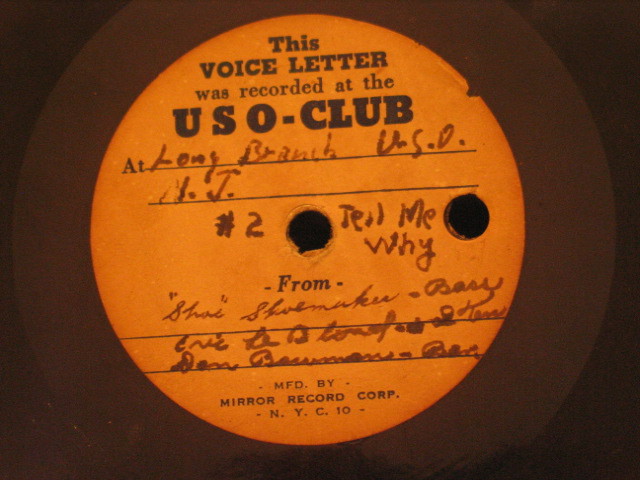 This
VOICE LETTER
was recorded at the
USO-CLUB
At Long Branch U.S.O.
N.J.
#2 Tell Me
Why
- From -
"Shoe" Shoemaker - Bass
Eric
Don Bowman - Bar
- MFD. BY -
MIRROR RECORD CORP.
- N. Y. C. 10 -